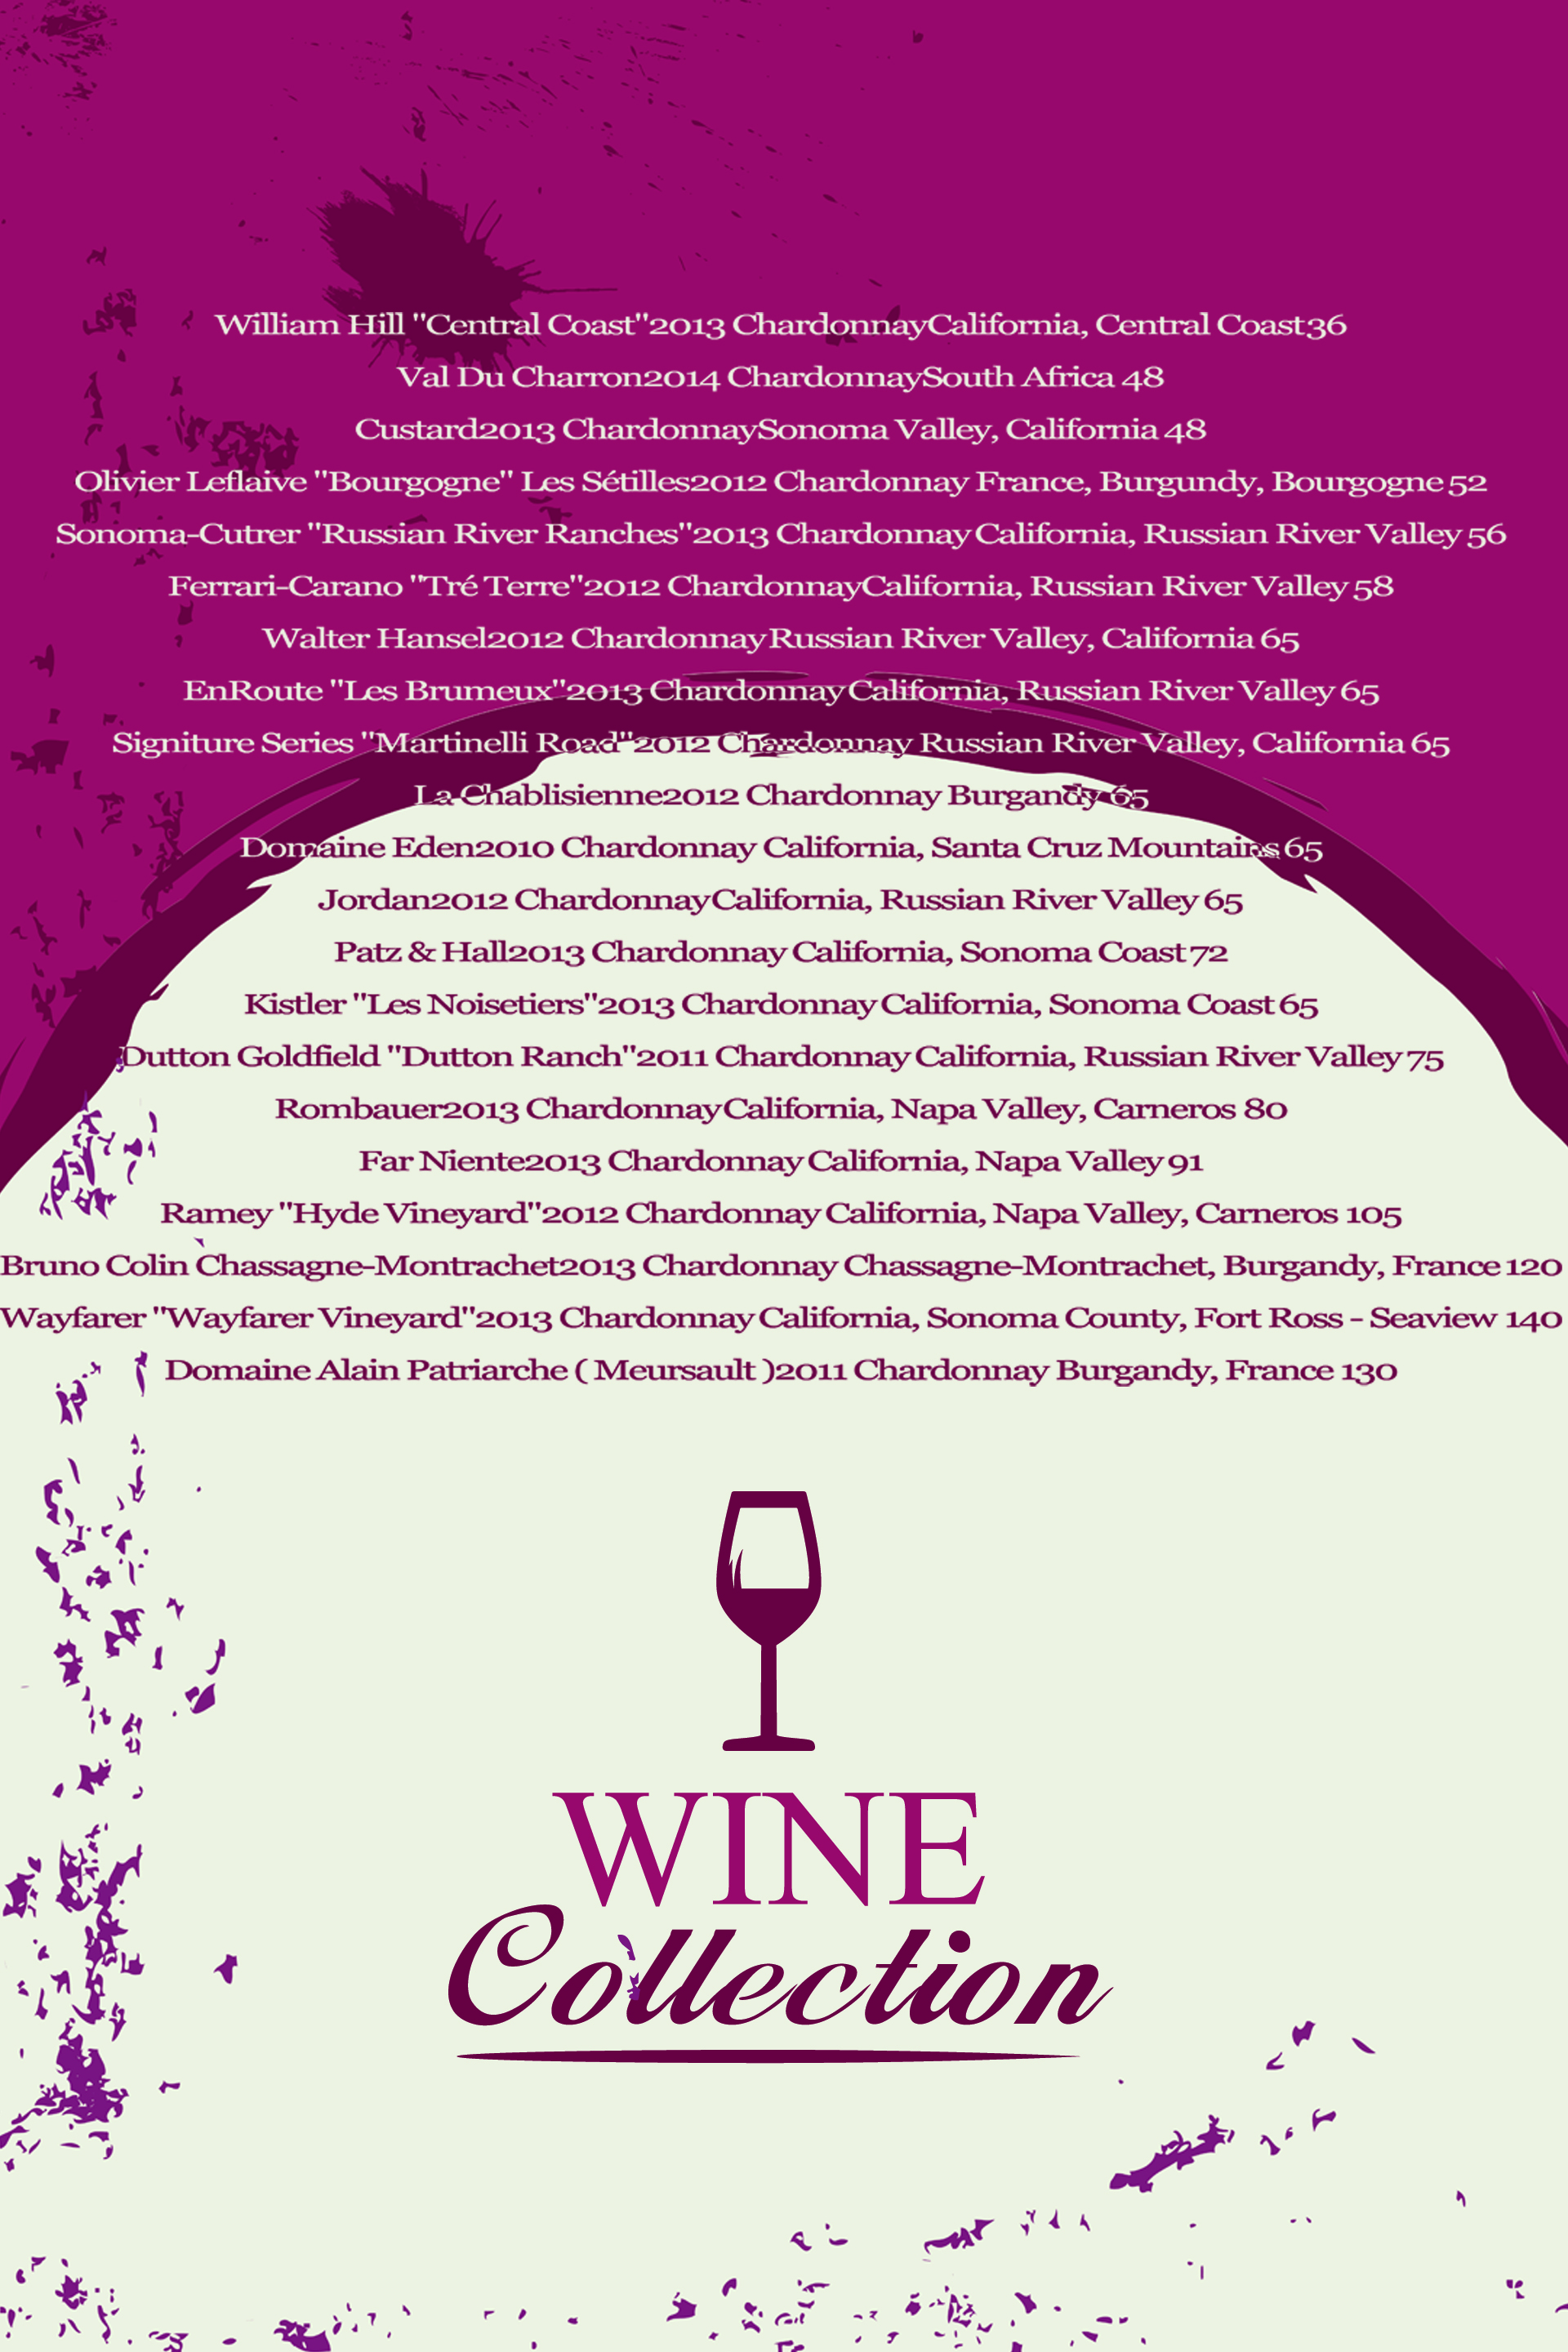 William Hill "Central Coast"2013 ChardonnayCalifornia, Central Coast36
Val Du Charron2014 ChardonnaySouth Africa 48
Custard2013 ChardonnaySonoma Valley, California 48
Olivier Leflaive "Bourgogne" Les Sétilles2012 Chardonnay France, Burgundy, Bourgogne 52
Sonoma-Cutrer "Russian River Ranches"2013 Chardonnay California, Russian River Valley 56
Ferrari-Carano "Tré Terre"2012 ChardonnayCalifornia, Russian River Valley 58
Walter Hansel2012 Chardonnay Russian River Valley, California 65
EnRoute "Les Brumeux"2013 Chardonnay California, Russian River Valley 65
Signiture Series "Martinelli Road"2012 Chardonnay Russian River Valley, California 65
La Chablisienne2012 Chardonnay Burgandy 65
Domaine Eden2010 Chardonnay California, Santa Cruz Mountains 65
Jordan2012 ChardonnayCalifornia, Russian River Valley 65
Patz & Hall2013 Chardonnay California, Sonoma Coast 72
Kistler "Les Noisetiers"2013 Chardonnay California, Sonoma Coast 65
Dutton Goldfield "Dutton Ranch"2011 Chardonnay California, Russian River Valley 75
Rombauer2013 ChardonnayCalifornia, Napa Valley, Carneros 80
Far Niente2013 Chardonnay California, Napa Valley 91
Ramey "Hyde Vineyard"2012 Chardonnay California, Napa Valley, Carneros 105
Bruno Colin Chassagne-Montrachet2013 Chardonnay Chassagne-Montrachet, Burgandy, France 120
Wayfarer "Wayfarer Vineyard"2013 Chardonnay California, Sonoma County, Fort Ross - Seaview 140
Domaine Alain Patriarche ( Meursault )2011 Chardonnay Burgandy, France 130
WINE
Collection